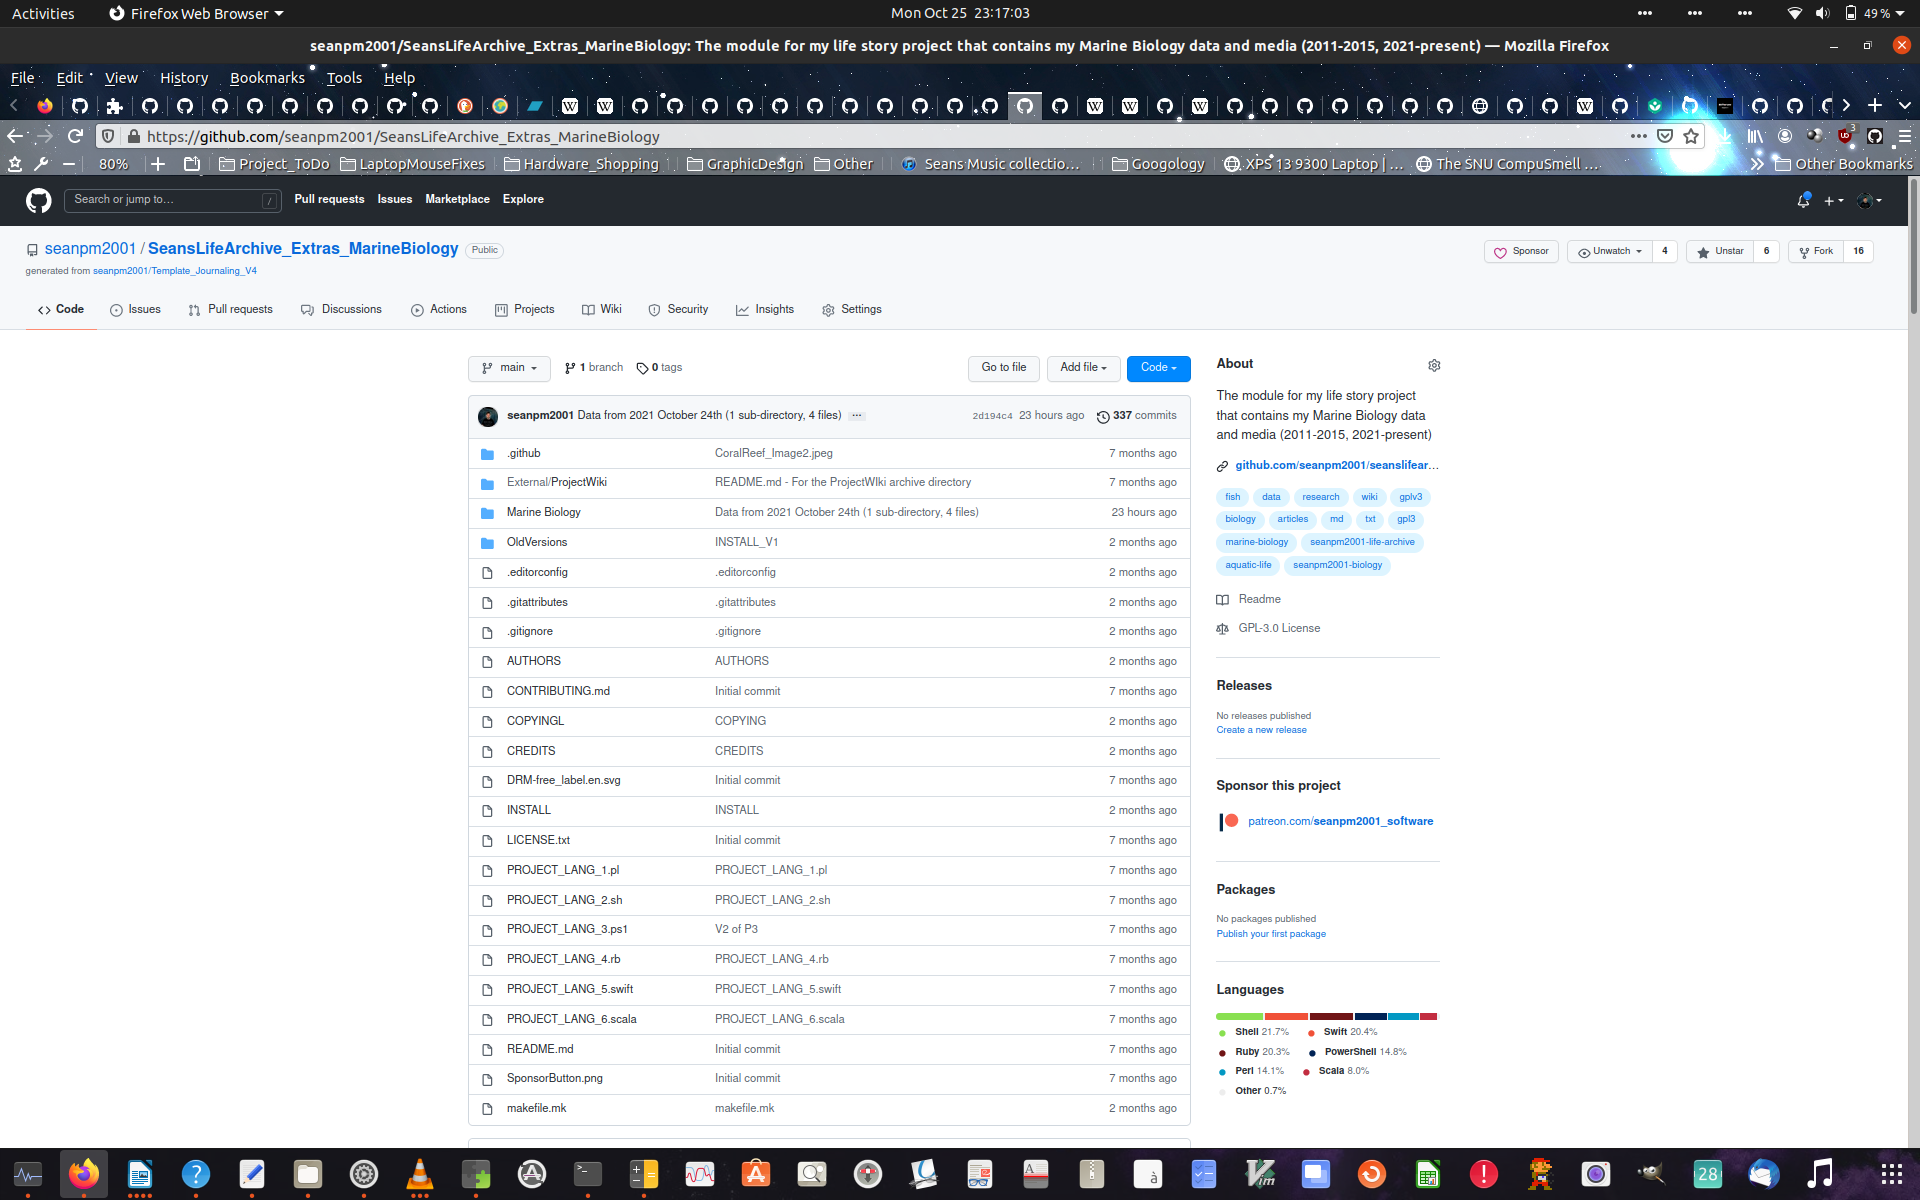 Activities
Firefox Web Browser
Mon Oct 25 23:17:03
49 %
seanpm2001/SeansLifeArchive_Extras_MarineBiology: The module for my life story project that contains my Marine Biology data and media (2011-2015, 2021-present) — Mozilla Firefox
File Edit View History Bookmarks Tools Help
https://github.com/seanpm2001/SeansLifeArchive_Extras_MarineBiology
3
80%
Project_ToDo
LaptopMouseFixes
Hardware_Shopping
GraphicDesign
Other
Seans Music collectio…
Googology
XPS 13 9300 Laptop | …
The SNU CompuSmell …
Other Bookmarks
Search or jump to…
/
Pull requests Issues Marketplace Explore
seanpm2001 / SeansLifeArchive_Extras_MarineBiology Public
Sponsor
Unwatch 4
Unstar 6
Fork 16
generated from seanpm2001/Template_Journaling_V4
Code Issues Pull requests Discussions Actions Projects Wiki Security Insights Settings
main 1 branch 0 tags
Go to file Add file Code
seanpm2001 Data from 2021 October 24th (1 sub-directory, 4 files) ... 2d194c4 23 hours ago 337 commits
.github CoralReef_Image2.jpeg 7 months ago
External/ProjectWiki README.md - For the ProjectWIki archive directory 7 months ago
Marine Biology Data from 2021 October 24th (1 sub-directory, 4 files) 23 hours ago
OldVersions INSTALL_V1 2 months ago
.editorconfig .editorconfig 2 months ago
.gitattributes .gitattributes 2 months ago
.gitignore .gitignore 2 months ago
AUTHORS AUTHORS 2 months ago
CONTRIBUTING.md Initial commit 7 months ago
COPYINGL COPYING 2 months ago
CREDITS CREDITS 2 months ago
DRM-free_label.en.svg Initial commit 7 months ago
INSTALL INSTALL 2 months ago
LICENSE.txt Initial commit 7 months ago
PROJECT_LANG_1.pl PROJECT_LANG_1.pl 7 months ago
PROJECT_LANG_2.sh PROJECT_LANG_2.sh 7 months ago
PROJECT_LANG_3.ps1 V2 of P3 7 months ago
PROJECT_LANG_4.rb PROJECT_LANG_4.rb 7 months ago
PROJECT_LANG_5.swift PROJECT_LANG_5.swift 7 months ago
PROJECT_LANG_6.scala PROJECT_LANG_6.scala 7 months ago
README.md Initial commit 7 months ago
SponsorButton.png Initial commit 7 months ago
makefile.mk makefile.mk 2 months ago
About
The module for my life story project
that contains my Marine Biology data
and media (2011-2015, 2021-present)
github.com/seanpm2001/seanslifear…
fish data research wiki gplv3
biology articles md txt gpl3
marine-biology seanpm2001-life-archive
aquatic-life seanpm2001-biology
Readme
GPL-3.0 License
Releases
No releases published
Create a new release
Sponsor this project
patreon.com/seanpm2001_software
Packages
No packages published
Publish your first package
Languages
Shell 21.7% Swift 20.4%
Ruby 20.3% PowerShell 14.8%
Perl 14.1% Scala 8.0%
Other 0.7%
28